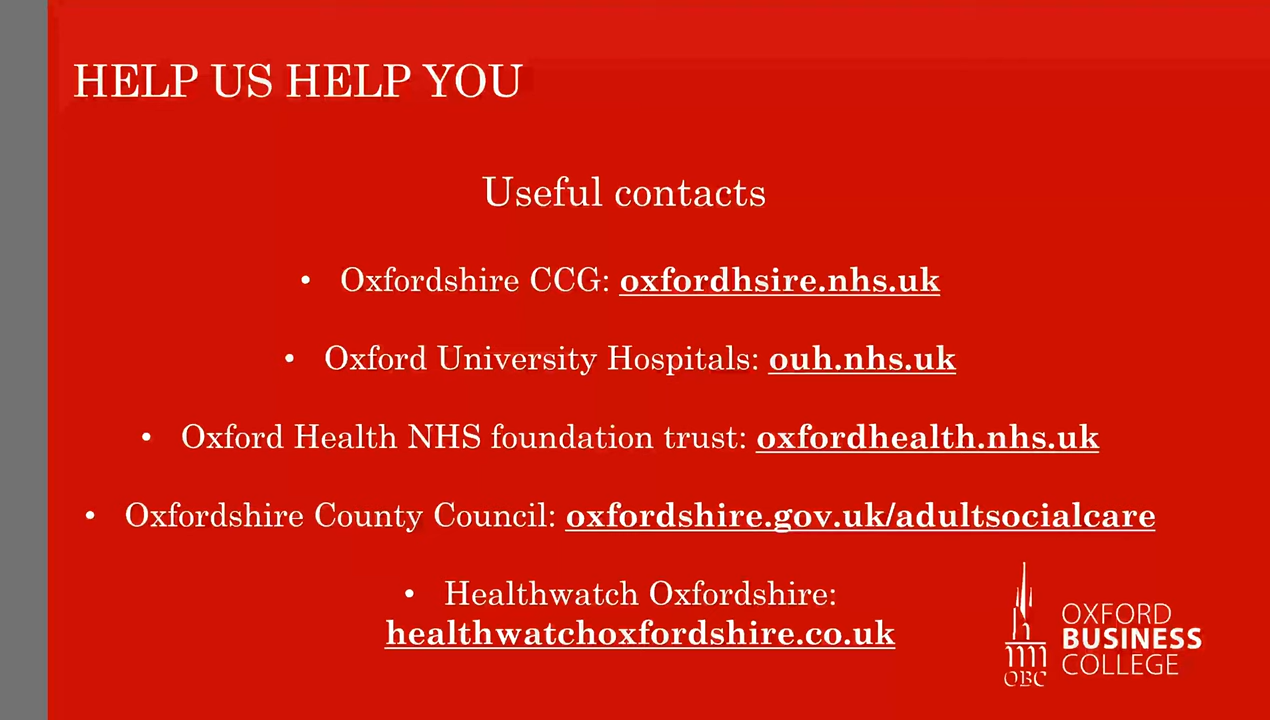 HELP US HELP YOU
Useful contacts
• Oxfordshire CCG: oxfordhsire.nhs.uk
• Oxford University Hospitals: ouh.nhs.uk
• Oxford Health NHS foundation trust: oxfordhealth.nhs.uk
• Oxfordshire County Council: oxfordshire.gov.uk/adultsocialcare
• Healthwatch Oxfordshire:
healthwatchoxfordshire.co.uk
OXFORD
BUSINESS
COLLEGE
OBC